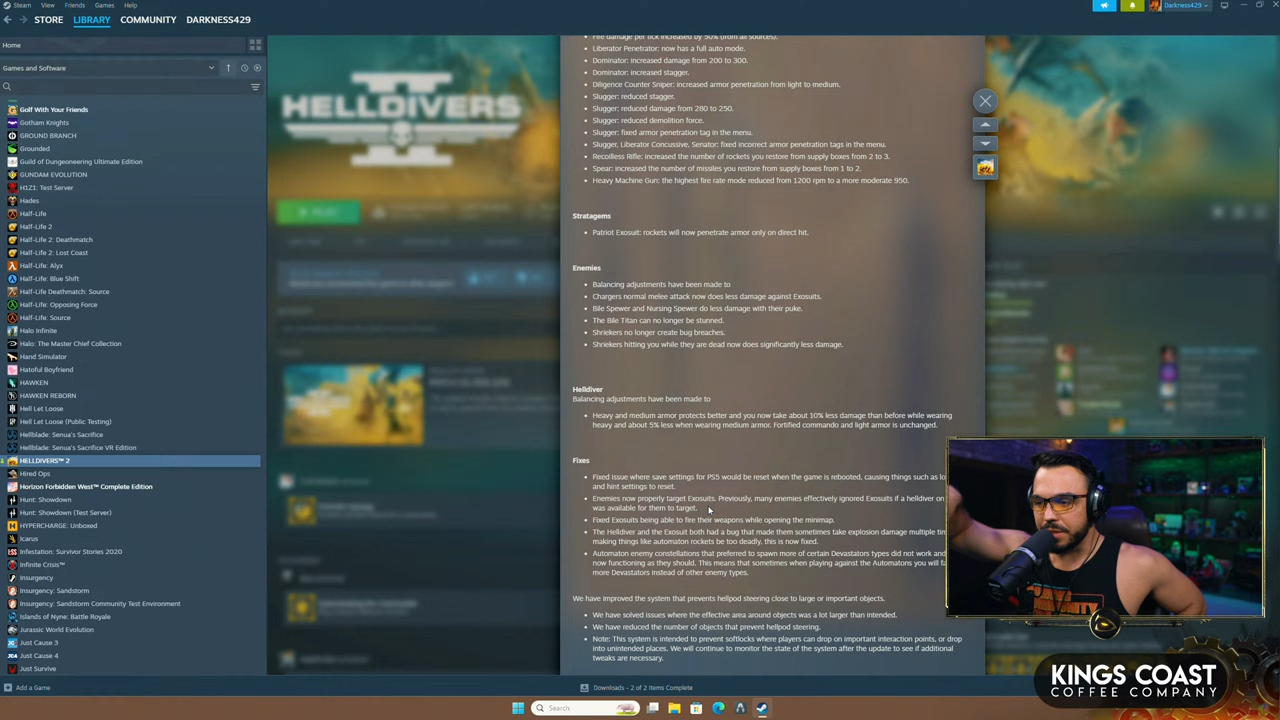 Steam View Friends Games Help
Darkness429
STORE LIBRARY COMMUNITY DARKNESS429
Home
Games and Software
Golf With Your Friends
Gotham Knights
GROUND BRANCH
Grounded
Guild of Dungeoneering Ultimate Edition
GUNDAM EVOLUTION
H1Z1: Test Server
Hades
Half-Life
Half-Life 2
Half-Life 2: Deathmatch
Half-Life 2: Lost Coast
Half-Life: Alyx
Half-Life: Blue Shift
Half-Life Deathmatch: Source
Half-Life: Opposing Force
Half-Life: Source
Halo Infinite
Halo: The Master Chief Collection
Hand Simulator
Hatoful Boyfriend
HAWKEN
HAWKEN REBORN
Hell Let Loose
Hell Let Loose (Public Testing)
Hellblade: Senua's Sacrifice
Hellblade: Senua's Sacrifice VR Edition
HELLDIVERS™ 2
Hired Ops
Horizon Forbidden West™ Complete Edition
Hunt: Showdown
Hunt: Showdown (Test Server)
HYPERCHARGE: Unboxed
Icarus
Infestation: Survivor Stories 2020
Infinite Crisis™
Insurgency
Insurgency: Sandstorm
Insurgency: Sandstorm Community Test Environment
Islands of Nyne: Battle Royale
Jurassic World Evolution
Just Cause 3
Just Cause 4
Just Survive
Add a Game
HELLDIVERS
PLAY
Fire damage per tick increased by 50% (from all sources).
Liberator Penetrator: now has a full auto mode.
Dominator: increased damage from 200 to 300.
Dominator: increased stagger.
Diligence Counter Sniper: increased armor penetration from light to medium.
Slugger: reduced stagger.
Slugger: reduced damage from 280 to 250.
Slugger: reduced demolition force.
Slugger: fixed armor penetration tag in the menu.
Slugger, Liberator Concussive, Senator: fixed incorrect armor penetration tags in the menu.
Recoilless Rifle: increased the number of rockets you restore from supply boxes from 2 to 3.
Spear: increased the number of missiles you restore from supply boxes from 1 to 2.
Heavy Machine Gun: the highest fire rate mode reduced from 1200 rpm to a more moderate 950.
Stratagems
Patriot Exosuit: rockets will now penetrate armor only on direct hit.
Enemies
Balancing adjustments have been made to
Chargers normal melee attack now does less damage against Exosuits.
Bile Spewer and Nursing Spewer do less damage with their puke.
The Bile Titan can no longer be stunned.
Shriekers no longer create bug breaches.
Shriekers hitting you while they are dead now does significantly less damage.
Helldiver
Balancing adjustments have been made to
Heavy and medium armor protects better and you now take about 10% less damage than before while wearing
heavy and about 5% less when wearing medium armor. Fortified commando and light armor is unchanged.
Fixes
Fixed issue where save settings for PS5 would be reset when the game is rebooted, causing things such as
and hint settings to reset.
Enemies now properly target Exosuits. Previously, many enemies effectively ignored Exosuits if a helldiver on
was available for them to target.
Fixed Exosuits being able to fire their weapons while opening the minimap.
The Helldiver and the Exosuit both had a bug that made them sometimes take explosion damage multiple
making things like automaton rockets be too deadly, this is now fixed.
Automaton enemy constellations that preferred to spawn more of certain Devastators types did not work
now functioning as they should. This means that sometimes when playing against the Automatons you will
more Devastators instead of other enemy types.
We have improved the system that prevents hellpod steering close to large or important objects.
We have solved issues where the effective area around objects was a lot larger than intended.
We have reduced the number of objects that prevent hellpod steering.
Note: This system is intended to prevent softlocks where players can drop on important interaction points, or drop
into unintended places. We will continue to monitor the state of the system after the update to see if additional
tweaks are necessary.
Downloads - 2 of 2 Items Complete
Search
KINGS COAST
COFFEE COMPANY